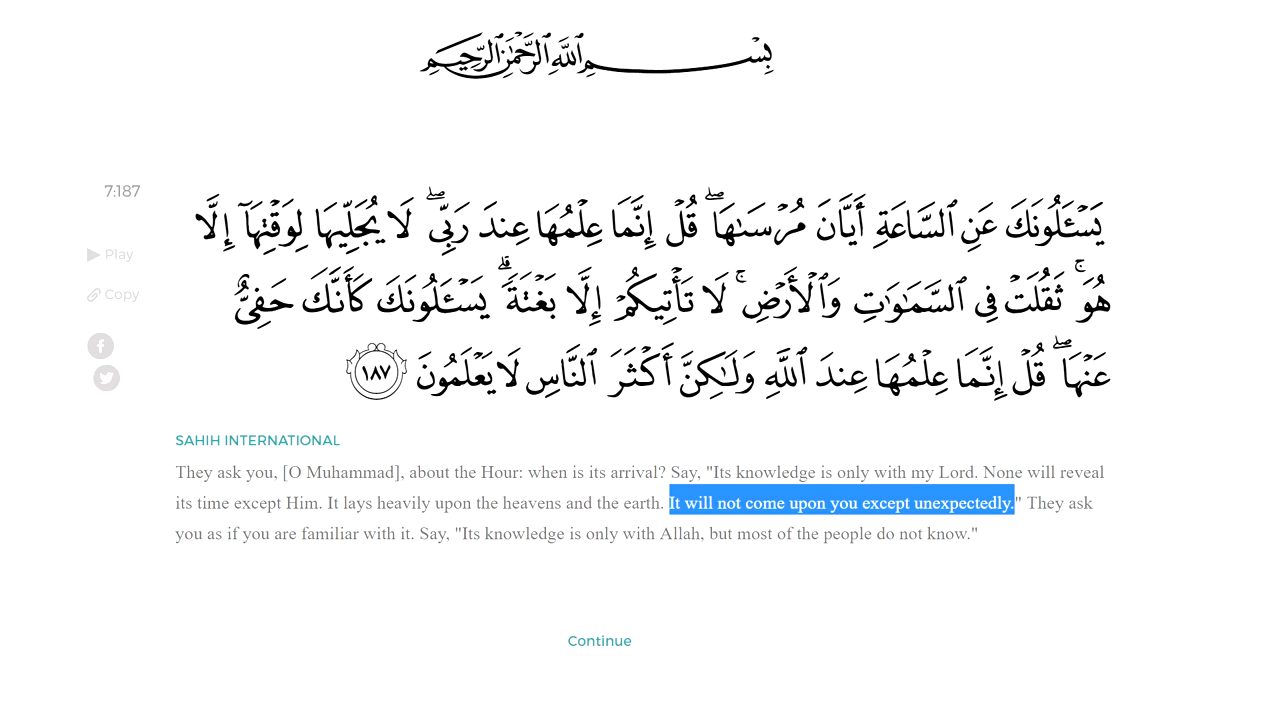 بِسْمِ ٱللَّهِ ٱلرَّحْمَٰنِ ٱلرَّحِيمِ
7:187
يَسْـَٔلُونَكَ عَنِ ٱلسَّاعَةِ أَيَّانَ مُرْسَىٰهَا ۖ قُلْ إِنَّمَا عِلْمُهَا عِندَ رَبِّى ۖ لَا يُجَلِّيهَا لِوَقْتِهَآ إِلَّا
Play
هُوَ ۚ ثَقُلَتْ فِى ٱلسَّمَٰوَٰتِ وَٱلْأَرْضِ ۚ لَا تَأْتِيكُمْ إِلَّا بَغْتَةً ۗ يَسْـَٔلُونَكَ كَأَنَّكَ حَفِىٌّ
Copy
عَنْهَا ۖ قُلْ إِنَّمَا عِلْمُهَا عِندَ ٱللَّهِ وَلَٰكِنَّ أَكْثَرَ ٱلنَّاسِ لَا يَعْلَمُونَ ١٨٧
SAHIH INTERNATIONAL
They ask you, [O Muhammad], about the Hour: when is its arrival? Say, "Its knowledge is only with my Lord. None will reveal
its time except Him. It lays heavily upon the heavens and the earth. It will not come upon you except unexpectedly." They ask
you as if you are familiar with it. Say, "Its knowledge is only with Allah, but most of the people do not know."
Continue